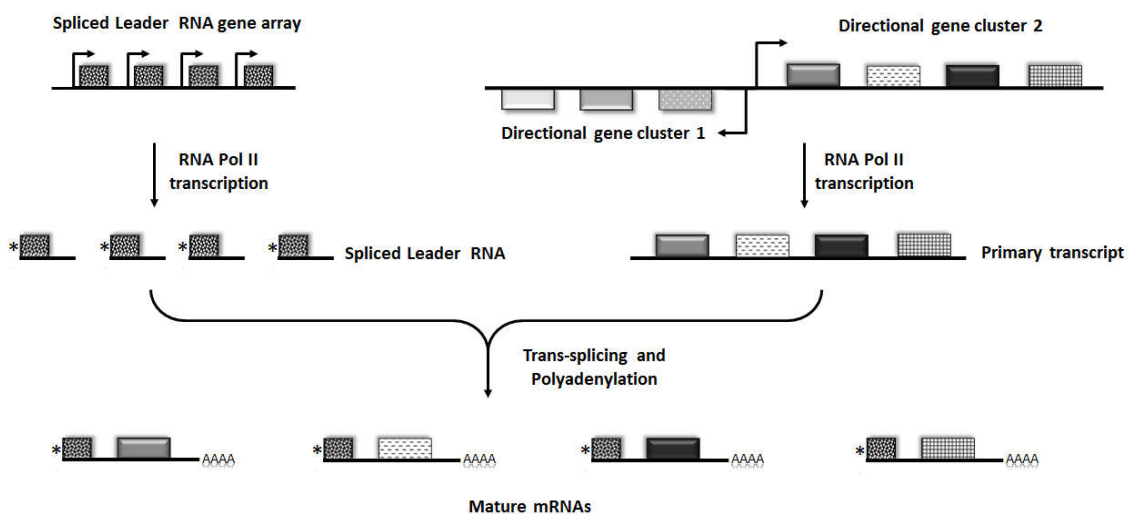 Spliced Leader RNA gene array
Directional gene cluster 2
Directional gene cluster 1
RNA Pol II
transcription
RNA Pol II
transcription
* * * *
Spliced Leader RNA
Primary transcript
Trans-splicing and
Polyadenylation
* AAAA * AAAA * AAAA * AAAA
Mature mRNAs